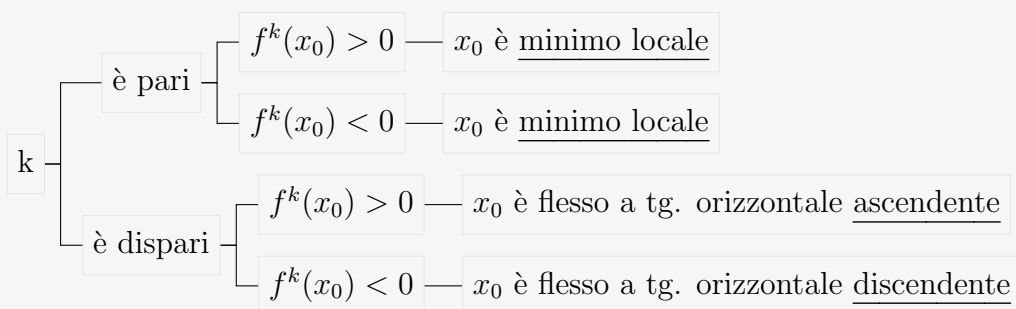 f^k(x_0) > 0 x_0 è minimo locale
è pari
f^k(x_0) < 0 x_0 è minimo locale
k
f^k(x_0) > 0 x_0 è flesso a tg. orizzontale ascendente
è dispari
f^k(x_0) < 0 x_0 è flesso a tg. orizzontale discendente